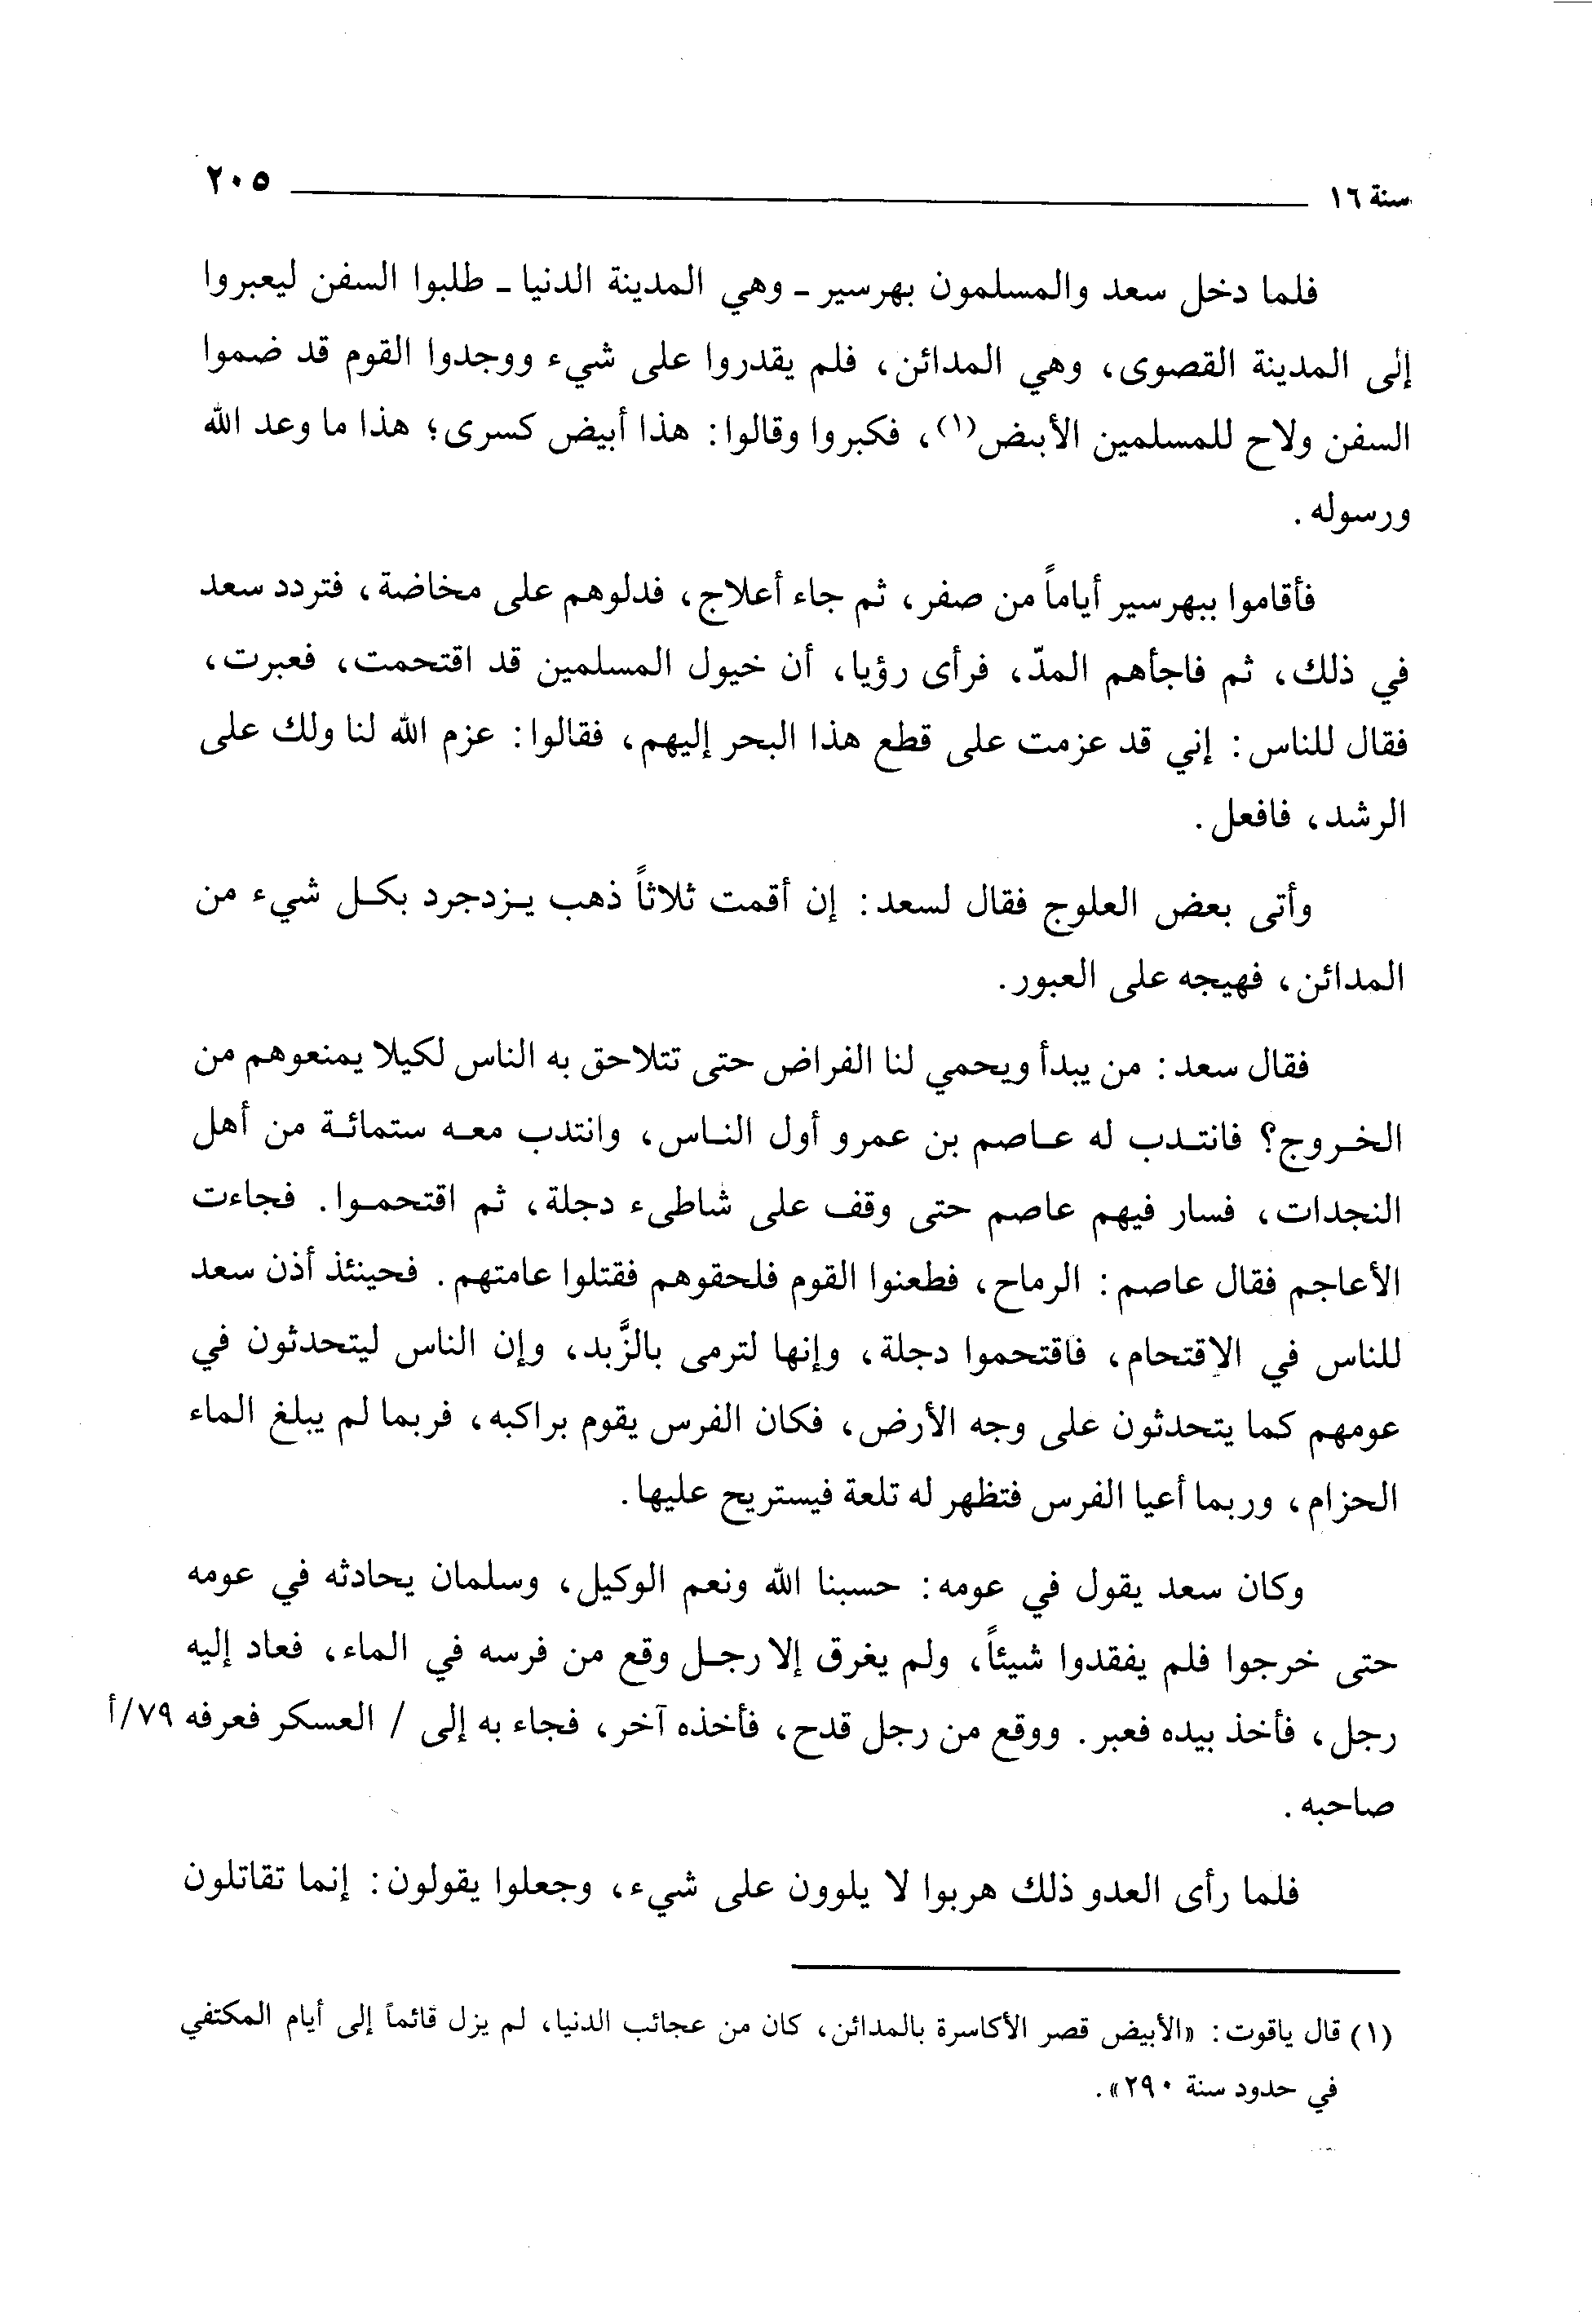 سنة ١٦ ٢٠٥
فلما دخل سعد والمسلمون بهرسير ـ وهي المدينة الدنيا ـ طلبوا السفن ليعبروا
إلى المدينة القصوى، وهي المدائن، فلم يقدروا على شيء ووجدوا القوم قد ضموا
السفن ولاح للمسلمين الأبيض(١)، فكبروا وقالوا: هذا أبيض كسرى؛ هذا ما وعد الله
ورسوله.
فأقاموا ببهرسير أياماً من صفر، ثم جاء أعلاج، فدلوهم على مخاضة، فتردد سعد
في ذلك، ثم فاجأهم المدّ، فرأى رؤيا، أن خيول المسلمين قد اقتحمت، فعبرت،
فقال للناس: إني قد عزمت على قطع هذا البحر إليهم، فقالوا: عزم الله لنا ولك على
الرشد، فافعل.
وأتى بعض العلوج فقال لسعد: إن أقمت ثلاثاً ذهب يزدجرد بكل شيء من
المدائن، فهيجه على العبور.
فقال سعد: من يبدأ ويحمي لنا الفراض حتى تتلاحق به الناس لكيلا يمنعوهم من
الخروج؟ فانتدب له عاصم بن عمرو أول الناس، وانتدب معه ستمائة من أهل
النجدات، فسار فيهم عاصم حتى وقف على شاطىء دجلة، ثم اقتحموا. فجاءت
الأعاجم فقال عاصم: الرماح، فطعنوا القوم فلحقوهم فقتلوا عامتهم. فحينئذ أذن سعد
للناس في الاقتحام، فاقتحموا دجلة، وإنها لترمى بالزَّبد، وإن الناس ليتحدثون في
عومهم كما يتحدثون على وجه الأرض، فكان الفرس يقوم براكبه، فربما لم يبلغ الماء
الحزام، وربما أعيا الفرس فتظهر له تلعة فيستريح عليها.
وكان سعد يقول في عومه: حسبنا الله ونعم الوكيل، وسلمان يحادثه في عومه
حتى خرجوا فلم يفقدوا شيئاً، ولم يغرق إلا رجل وقع من فرسه في الماء، فعاد إليه
رجل، فأخذ بيده فعبر. ووقع من رجل قدح، فأخذه آخر، فجاء به إلى / العسكر فعرفه ٧٩/أ
صاحبه.
فلما رأى العدو ذلك هربوا لا يلوون على شيء، وجعلوا يقولون: إنما تقاتلون
(١) قال ياقوت: «الأبيض قصر الأكاسرة بالمدائن، كان من عجائب الدنيا، لم يزل قائماً إلى أيام المكتفي
في حدود سنة ٢٩٠».